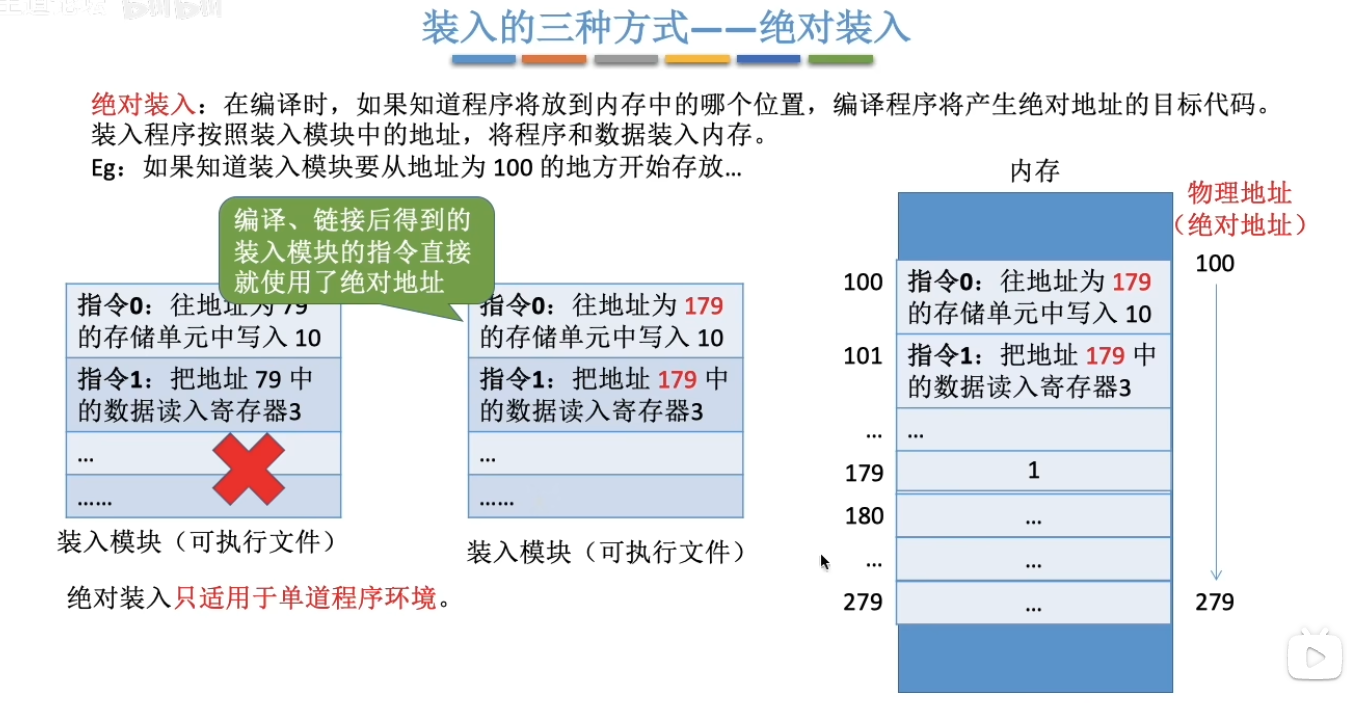 装入的三种方式——绝对装入
绝对装入：在编译时，如果知道程序将放到内存中的哪个位置，编译程序将产生绝对地址的目标代码。
装入程序按照装入模块中的地址，将程序和数据装入内存。
Eg：如果知道装入模块要从地址为 100 的地方开始存放...
编译、链接后得到的
装入模块的指令直接
就使用了绝对地址
指令0：往地址为 79
的存储单元中写入 10
指令1：把地址 79 中
的数据读入寄存器3
...
......
装入模块（可执行文件）
指令0：往地址为 179
的存储单元中写入 10
指令1：把地址 179 中
的数据读入寄存器3
...
......
装入模块（可执行文件）
绝对装入只适用于单道程序环境。
内存
物理地址
（绝对地址）
100
指令0：往地址为 179
的存储单元中写入 10
101
指令1：把地址 179 中
的数据读入寄存器3
...
...
179
1
180
...
...
...
279
...
100
279